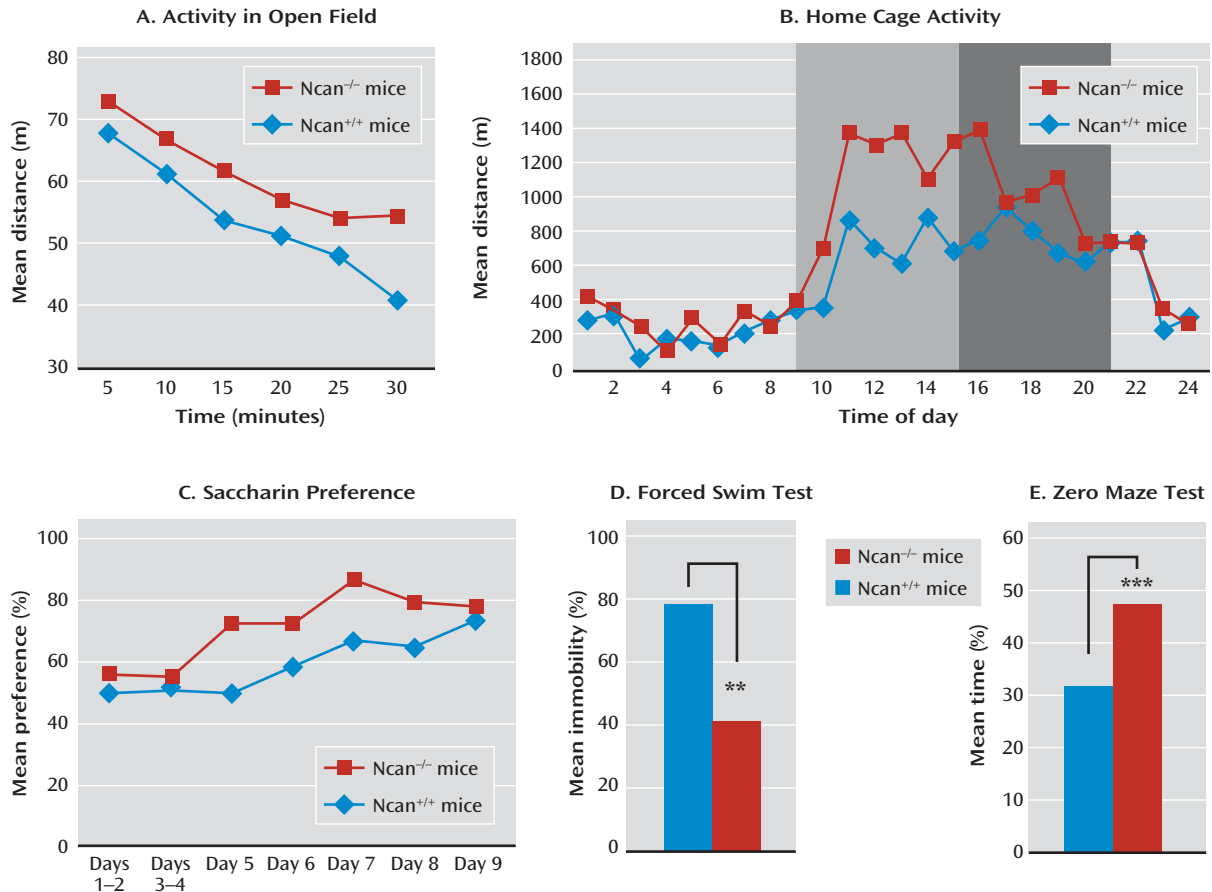 A. Activity in Open Field
80
70
60
50
40
30
Mean distance (m)
Ncan⁻/⁻ mice
Ncan⁺/⁺ mice
5 10 15 20 25 30
Time (minutes)
B. Home Cage Activity
1800
1600
1400
1200
1000
800
600
400
200
0
Mean distance (m)
Ncan⁻/⁻ mice
Ncan⁺/⁺ mice
2 4 6 8 10 12 14 16 18 20 22 24
Time of day
C. Saccharin Preference
100
80
60
40
20
0
Mean preference (%)
Ncan⁻/⁻ mice
Ncan⁺/⁺ mice
Days Days Day 5 Day 6 Day 7 Day 8 Day 9
1–2 3–4
D. Forced Swim Test
100
80
60
40
20
0
Mean immobility (%)
**
Ncan⁻/⁻ mice
Ncan⁺/⁺ mice
E. Zero Maze Test
60
50
40
30
20
10
0
Mean time (%)
***